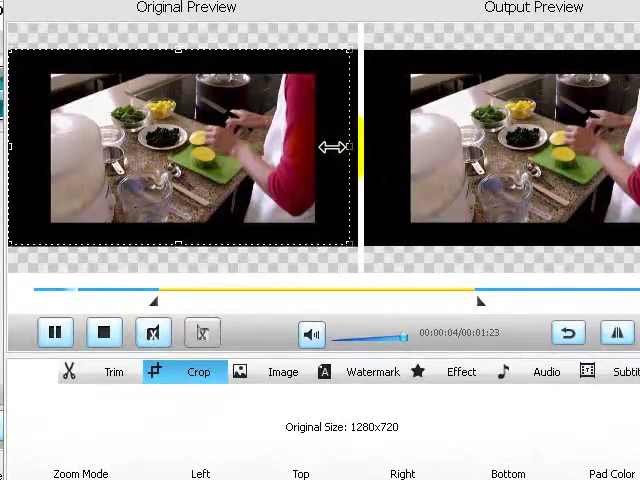 Original Preview
Output Preview
00:00:04/00:01:23
Trim
Crop
Image
A
Watermark
Effect
Audio
Subtit
Original Size: 1280x720
Zoom Mode
Left
Top
Right
Bottom
Pad Color